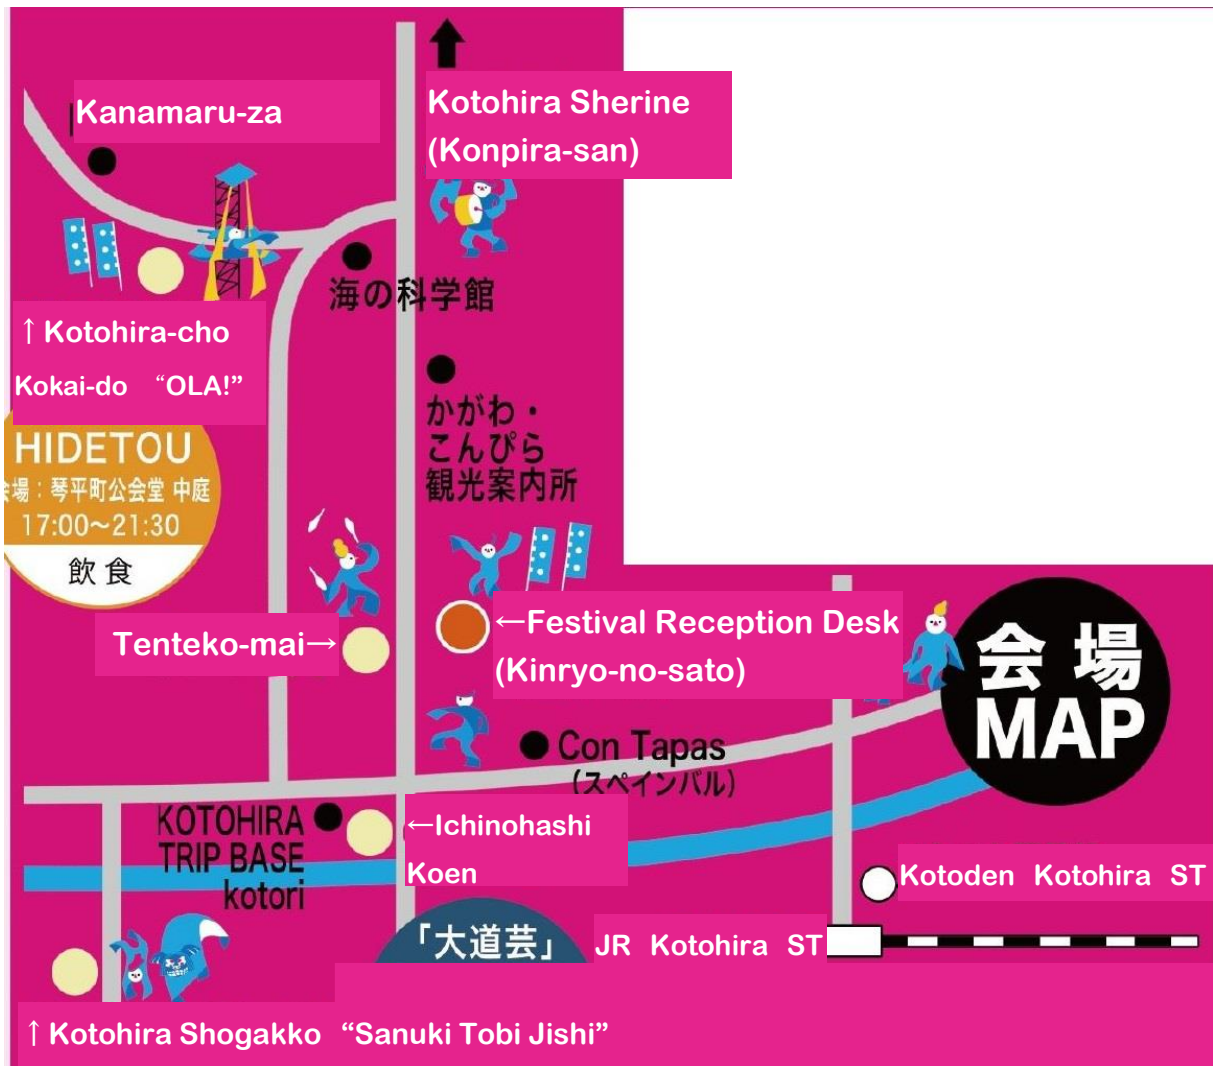 Kanamaru-za
Kotohira Sherine
(Konpira-san)
海の科学館
↑ Kotohira-cho
Kokai-do “OLA!”
かがわ・
こんぴら
観光案内所
HIDETOU
会場：琴平町公会堂 中庭
17:00〜21:30
飲食
Tenteko-mai→
←Festival Reception Desk
(Kinryo-no-sato)
会場
MAP
Con Tapas
（スペインバル）
KOTOHIRA
TRIP BASE
kotori
←Ichinohashi
Koen
Kotoden Kotohira ST
「大道芸」
JR Kotohira ST
↑ Kotohira Shogakko “Sanuki Tobi Jishi”